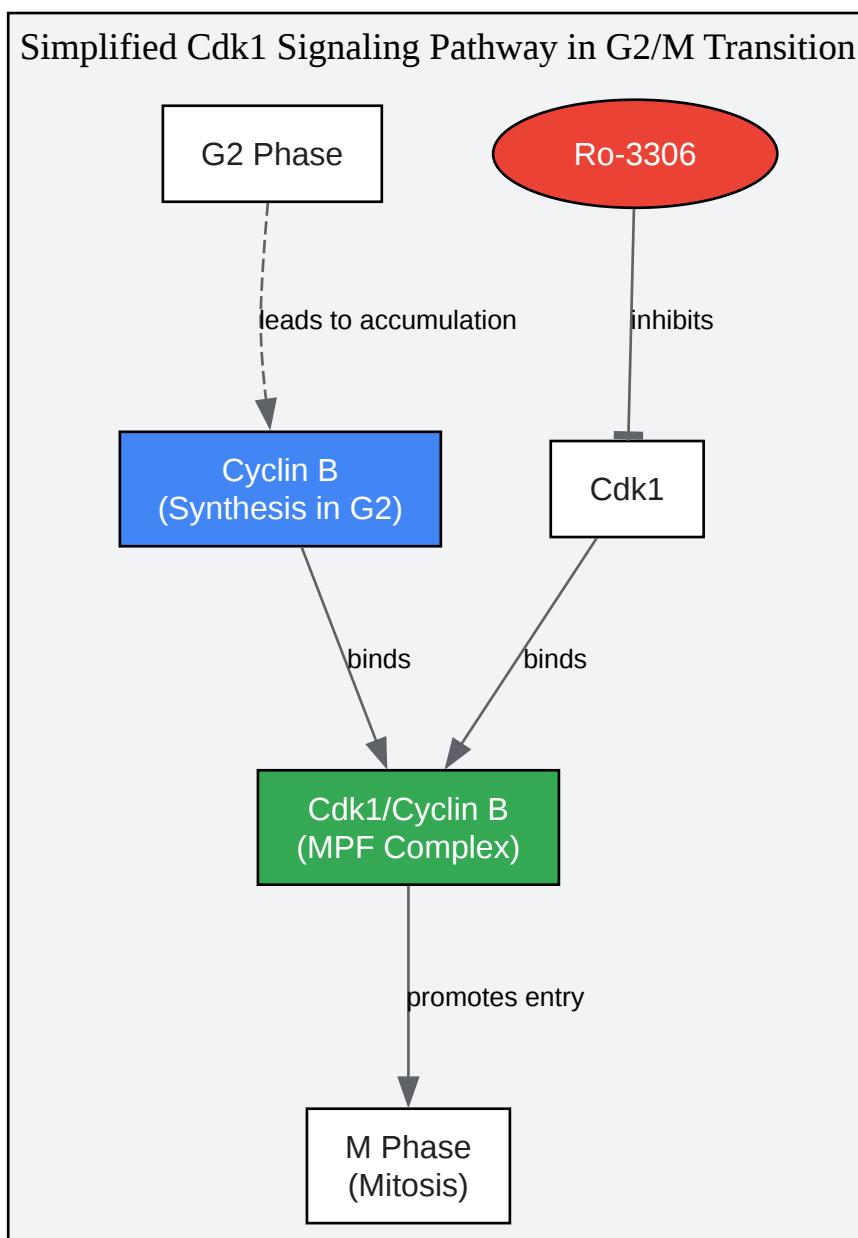 Simplified Cdk1 Signaling Pathway in G2/M Transition
G2 Phase
Ro-3306
leads to accumulation
inhibits
Cyclin B
(Synthesis in G2)
Cdk1
binds
binds
Cdk1/Cyclin B
(MPF Complex)
promotes entry
M Phase
(Mitosis)